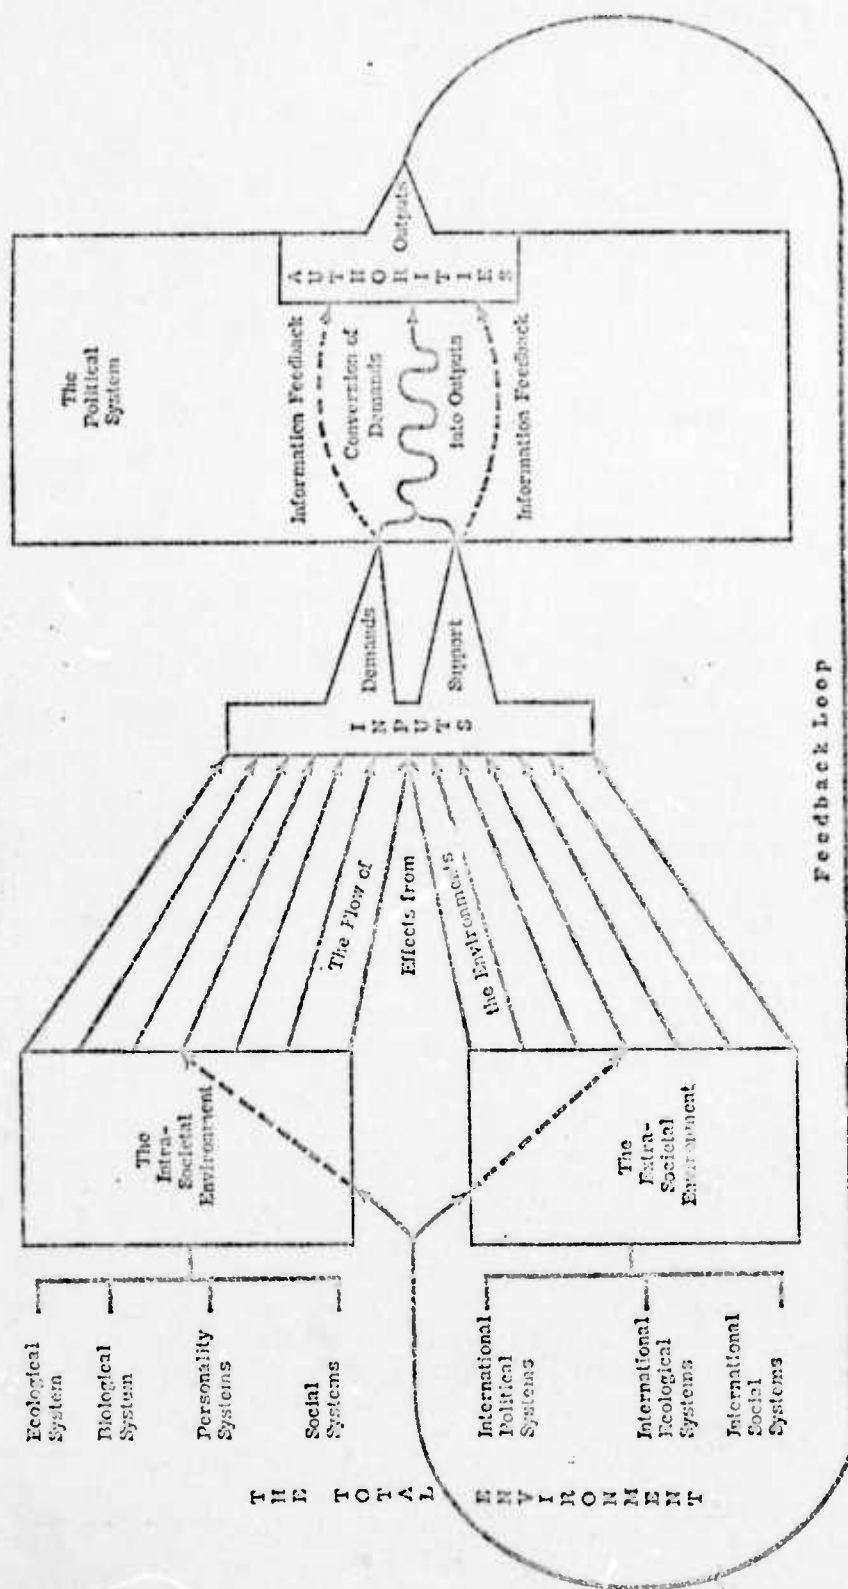 THE TOTAL ENVIRONMENT
Ecological
System
Biological
System
Personality
Systems
Social
Systems
International
Political
Systems
International
Ecological
Systems
International
Social
Systems
The
Intra-
Societal
Environment
The
Extra-
Societal
Environment
The Flow of
Effects from
the Environments
INPUTS
Demands
Support
The
Political
System
Information Feedback
Conversion of
Demands
into Outputs
Information Feedback
AUTHORITIES
Outputs
Feedback Loop